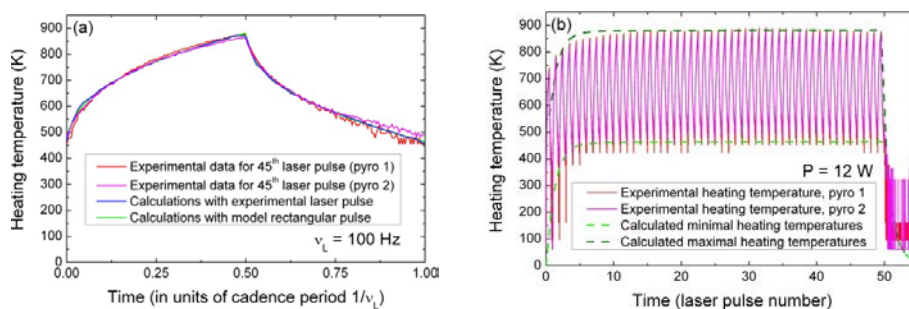 (a)
Heating temperature (K)
900
800
700
600
500
400
300
200
100
0
Experimental data for 45th laser pulse (pyro 1)
Experimental data for 45th laser pulse (pyro 2)
Calculations with experimental laser pulse
Calculations with model rectangular pulse
νL = 100 Hz
0.00 0.25 0.50 0.75 1.00
Time (in units of cadence period 1/νL)
(b)
Heating temperature (K)
900
800
700
600
500
400
300
200
100
0
P = 12 W
Experimental heating temperature, pyro 1
Experimental heating temperature, pyro 2
Calculated minimal heating temperatures
Calculated maximal heating temperatures
0 10 20 30 40 50
Time (laser pulse number)